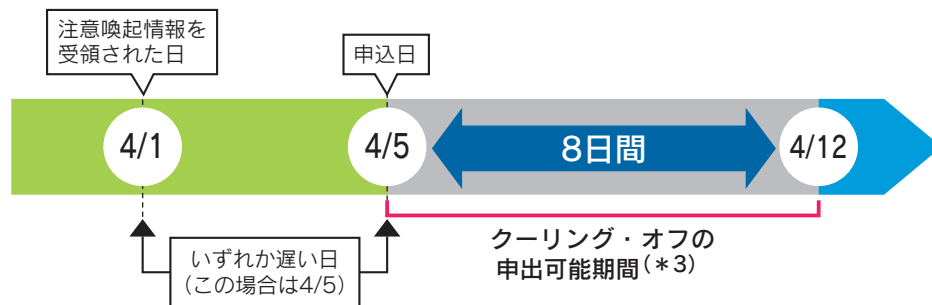 注意喚起情報を
受領された日
申込日
4/1
4/5
8日間
4/12
いずれか遅い日
（この場合は4/5）
クーリング・オフの
申出可能期間（＊3）